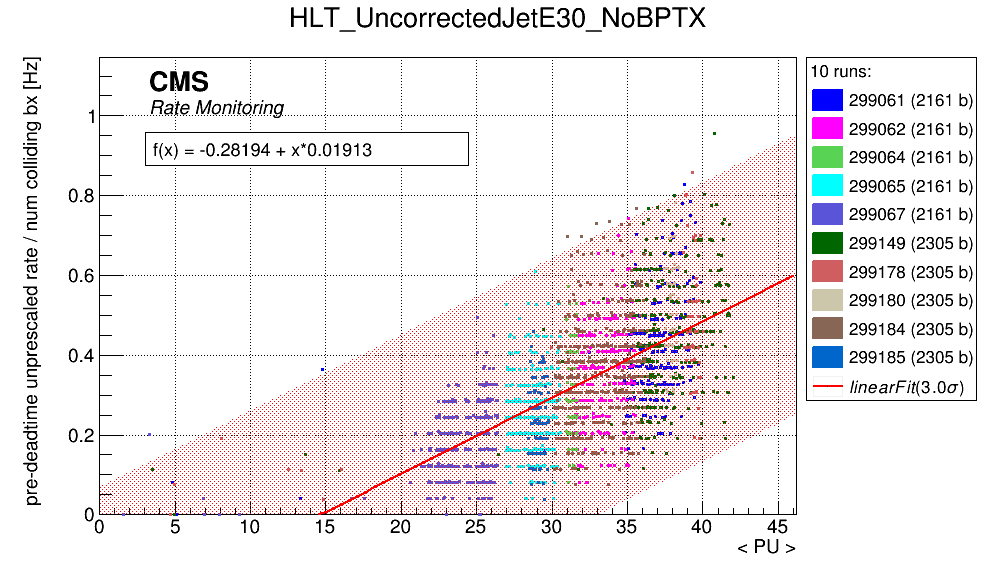 HLT_UncorrectedJetE30_NoBPTX
pre-deadtime unprescaled rate / num colliding bx [Hz]
CMS
Rate Monitoring
f(x) = -0.28194 + x*0.01913
1
0.8
0.6
0.4
0.2
0
0 5 10 15 20 25 30 35 40 45
< PU >
10 runs:
299061 (2161 b)
299062 (2161 b)
299064 (2161 b)
299065 (2161 b)
299067 (2161 b)
299149 (2305 b)
299178 (2305 b)
299180 (2305 b)
299184 (2305 b)
299185 (2305 b)
linearFit(3.0σ)